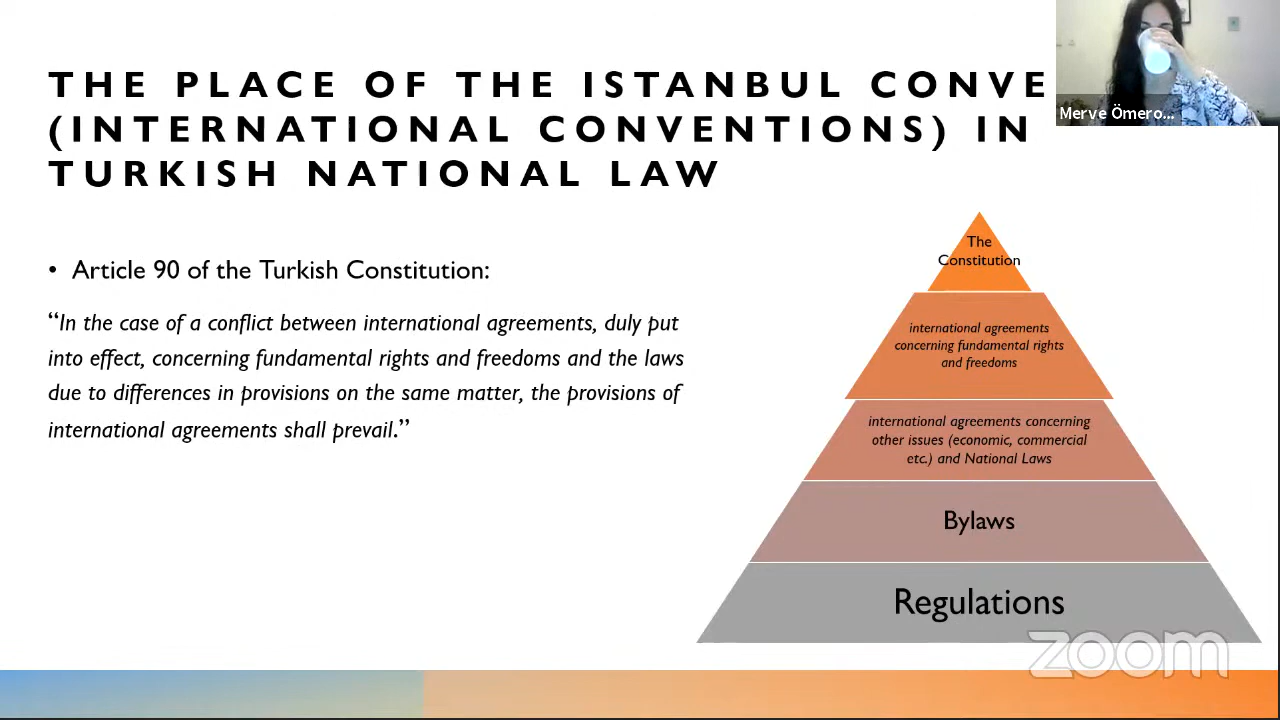 THE PLACE OF THE ISTANBUL CONVE
(INTERNATIONAL CONVENTIONS) IN
TURKISH NATIONAL LAW
Merve Ömero...
• Article 90 of the Turkish Constitution:
“In the case of a conflict between international agreements, duly put
into effect, concerning fundamental rights and freedoms and the laws
due to differences in provisions on the same matter, the provisions of
international agreements shall prevail.”
The
Constitution
international agreements
concerning fundamental rights
and freedoms
international agreements concerning
other issues (economic, commercial
etc.) and National Laws
Bylaws
Regulations
zoom